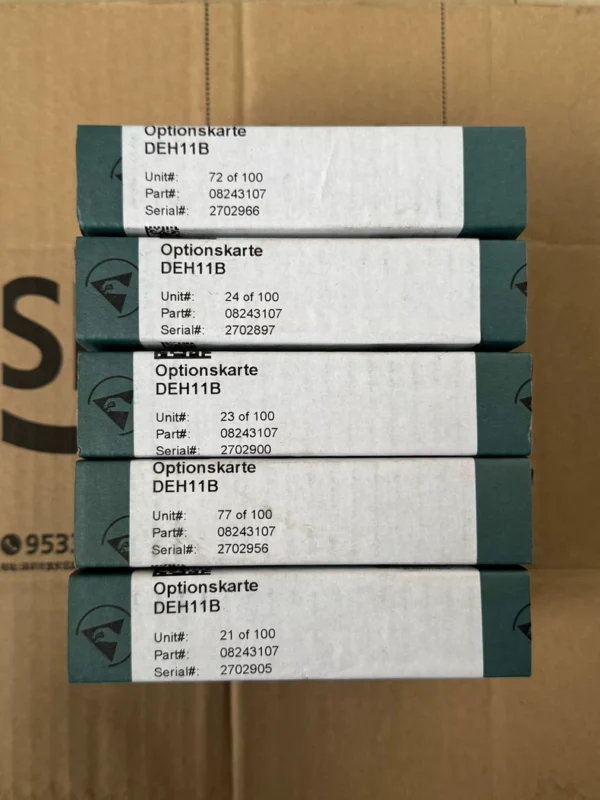 Optionskarte
DEH11B
Unit#: 72 of 100
Part#: 08243107
Serial#: 2702966
Optionskarte
DEH11B
Unit#: 24 of 100
Part#: 08243107
Serial#: 2702897
Optionskarte
DEH11B
Unit#: 23 of 100
Part#: 08243107
Serial#: 2702900
Optionskarte
DEH11B
Unit#: 77 of 100
Part#: 08243107
Serial#: 2702956
Optionskarte
DEH11B
Unit#: 21 of 100
Part#: 08243107
Serial#: 2702905
S
953